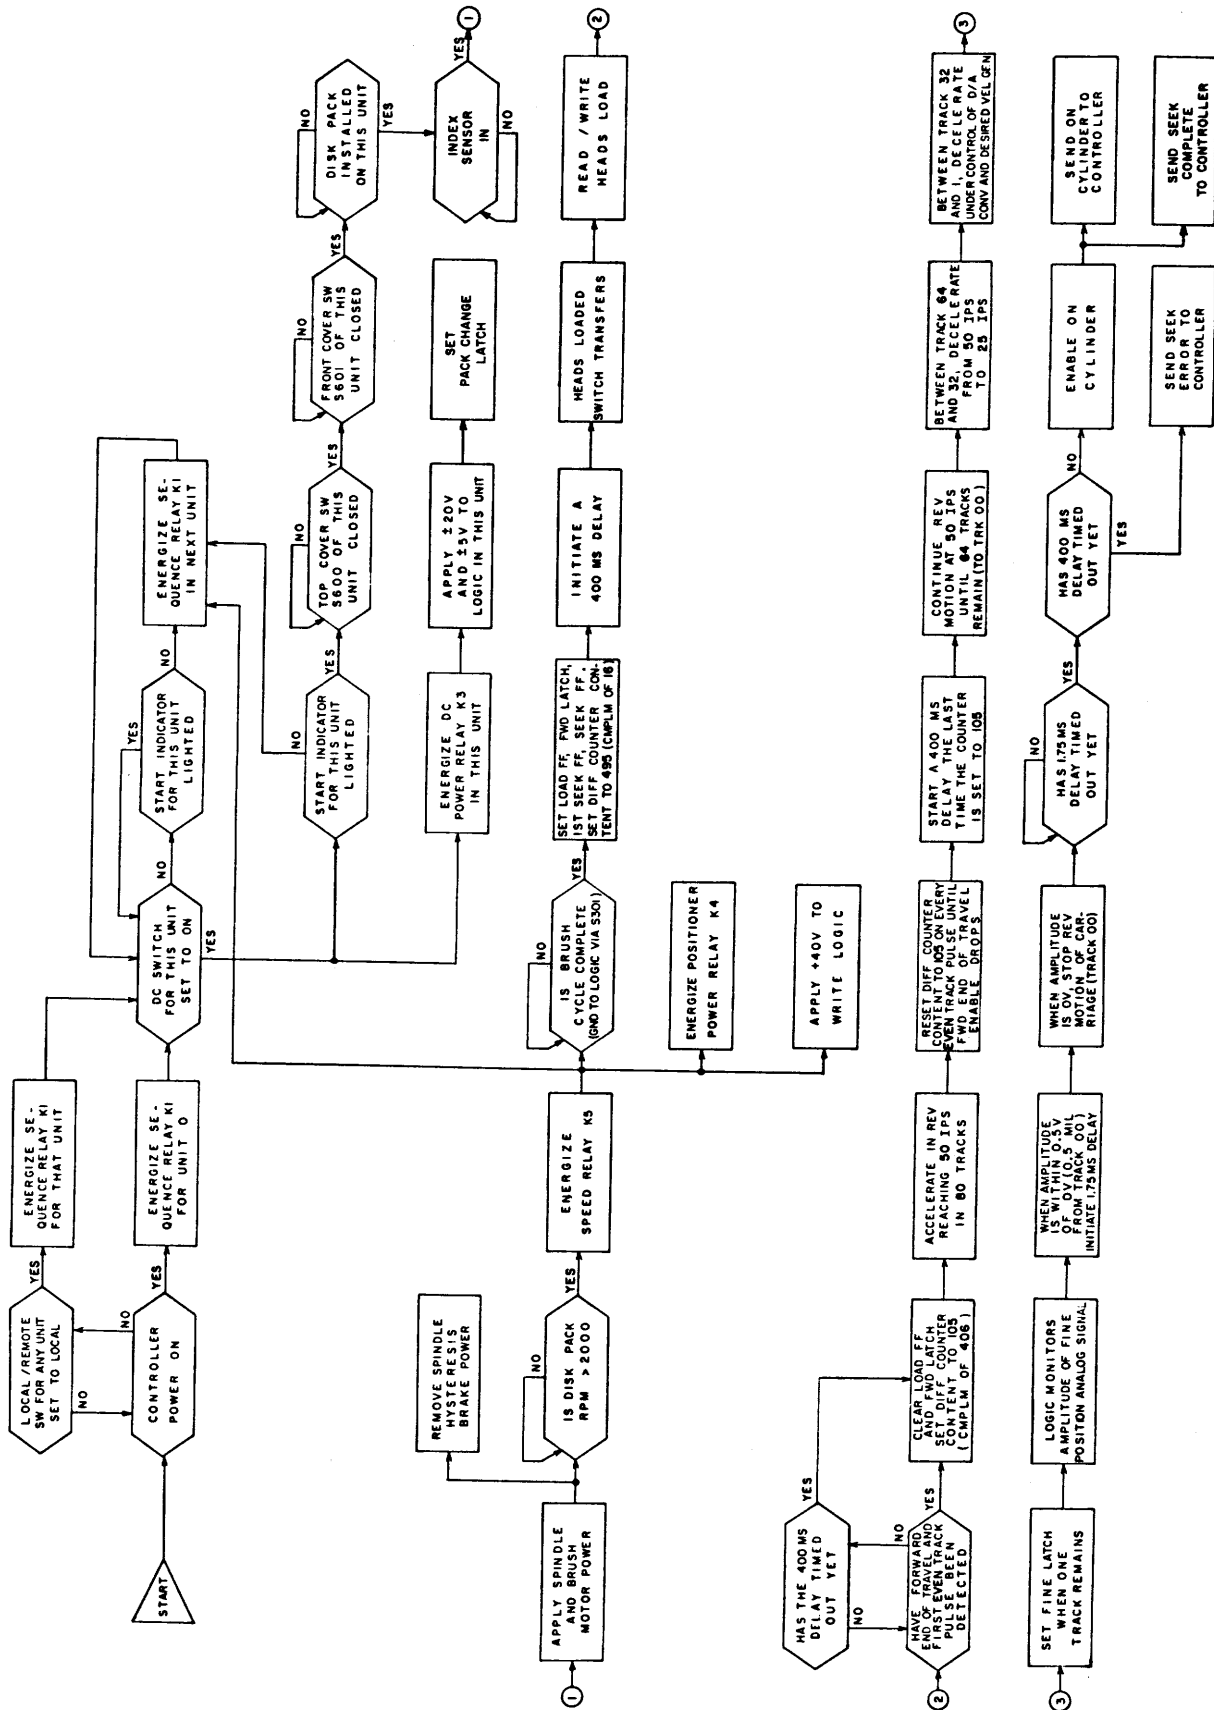 START
CONTROLLER
POWER ON
NO
YES
LOCAL/REMOTE
SW FOR ANY UNIT
SET TO LOCAL
NO
YES
ENERGIZE SE-
QUENCE RELAY K1
FOR THAT UNIT
ENERGIZE SE-
QUENCE RELAY K1
FOR UNIT 0
DC SWITCH
FOR THIS UNIT
SET TO ON
NO
YES
START INDICATOR
FOR THIS UNIT
LIGHTED
YES
NO
ENERGIZE SE-
QUENCE RELAY K1
IN NEXT UNIT
START INDICATOR
FOR THIS UNIT
LIGHTED
NO
YES
TOP COVER SW
S600 OF THIS
UNIT CLOSED
NO
YES
FRONT COVER SW
S601 OF THIS
UNIT CLOSED
NO
YES
DISK PACK
INSTALLED
ON THIS UNIT
NO
YES
INDEX
SENSOR
IN
NO
YES
1
ENERGIZE DC
POWER RELAY K3
IN THIS UNIT
APPLY ±20V
AND ±5V TO
LOGIC IN THIS UNIT
SET
PACK CHANGE
LATCH
1
APPLY SPINDLE
AND BRUSH
MOTOR POWER
REMOVE SPINDLE
HYSTERESIS
BRAKE POWER
IS DISK PACK
RPM > 2000
NO
YES
ENERGIZE
SPEED RELAY K5
IS BRUSH
CYCLE COMPLETE
(GND TO LOGIC VIA S301)
NO
YES
SET LOAD FF, FWD LATCH,
1ST SEEK FF, SEEK FF,
SET DIFF COUNTER CON-
TENT TO 495 (CMPLM OF 16)
INITIATE A
400 MS DELAY
HEADS LOADED
SWITCH TRANSFERS
READ / WRITE
HEADS LOAD
2
ENERGIZE POSITIONER
POWER RELAY K4
APPLY +40V TO
WRITE LOGIC
HAS THE 400MS
DELAY TIMED
OUT YET
NO
YES
2
HAVE FORWARD
END OF TRAVEL AND
FIRST EVEN TRACK
PULSE BEEN
DETECTED
NO
YES
CLEAR LOAD FF
AND FWD LATCH
SET DIFF COUNTER
CONTENT TO 105
(CMPLM OF 406)
ACCELERATE IN REV
REACHING 50 IPS
IN 80 TRACKS
RESET DIFF COUNTER
CONTENT TO 105 ON EVERY
EVEN TRACK PULSE UNTIL
FWD END OF TRAVEL
ENABLE DROPS
START A 400 MS
DELAY THE LAST
TIME THE COUNTER
IS SET TO 105
CONTINUE REV
MOTION AT 50 IPS
UNTIL 64 TRACKS
REMAIN (TO TRK 00)
BETWEEN TRACK 64
AND 32, DECELERATE
FROM 50 IPS
TO 25 IPS
BETWEEN TRACK 32
AND 1, DECELERATE
UNDER CONTROL OF D/A
CONV AND DESIRED VEL GEN
3
3
SET FINE LATCH
WHEN ONE
TRACK REMAINS
LOGIC MONITORS
AMPLITUDE OF FINE
POSITION ANALOG SIGNAL
WHEN AMPLITUDE
IS WITHIN 0.5V
OF 0V (0.5 MIL
FROM TRACK 00)
INITIATE 1.75 MS DELAY
WHEN AMPLITUDE
IS 0V, STOP REV
MOTION OF CAR-
RIAGE (TRACK 00)
HAS 1.75MS
DELAY TIMED
OUT YET
NO
YES
HAS 400 MS
DELAY TIMED
OUT YET
NO
YES
ENABLE ON
CYLINDER
SEND ON
CYLINDER TO
CONTROLLER
SEND SEEK
COMPLETE
TO CONTROLLER
SEND SEEK
ERROR TO
CONTROLLER